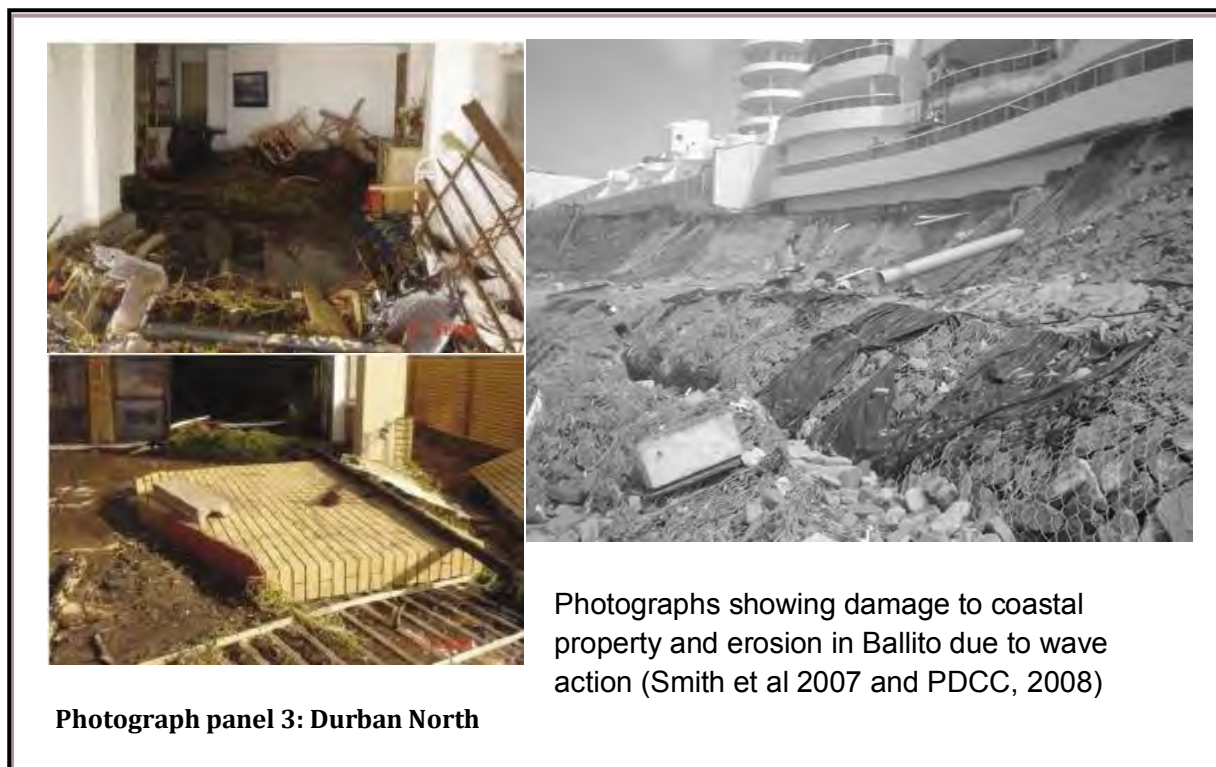 Photographs showing damage to coastal
property and erosion in Ballito due to wave
action (Smith et al 2007 and PDCC, 2008)
Photograph panel 3: Durban North